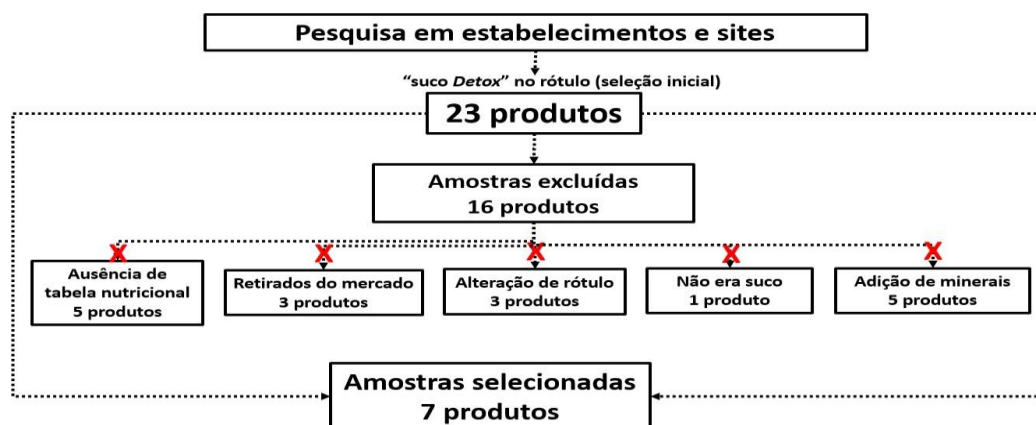 Pesquisa em estabelecimentos e sites
“suco Detox” no rótulo (seleção inicial)
23 produtos
Amostras excluídas
16 produtos
X X X X X
Ausência de
tabela nutricional
5 produtos
Retirados do mercado
3 produtos
Alteração de rótulo
3 produtos
Não era suco
1 produto
Adição de minerais
5 produtos
Amostras selecionadas
7 produtos